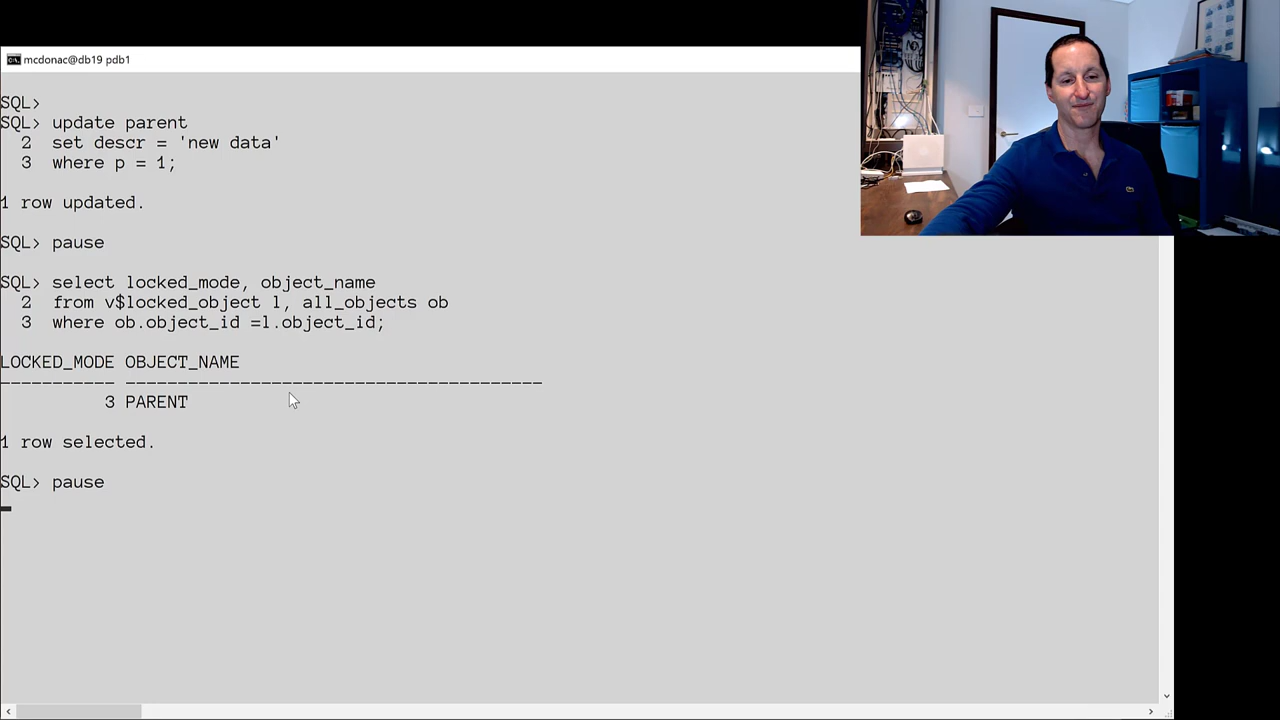 mcdonac@db19 pdb1
SQL>
SQL> update parent
2 set descr = 'new data'
3 where p = 1;
1 row updated.
SQL> pause
SQL> select locked_mode, object_name
2 from v$locked_object l, all_objects ob
3 where ob.object_id =l.object_id;
LOCKED_MODE OBJECT_NAME
----------- ----------------------------------------
3 PARENT
1 row selected.
SQL> pause